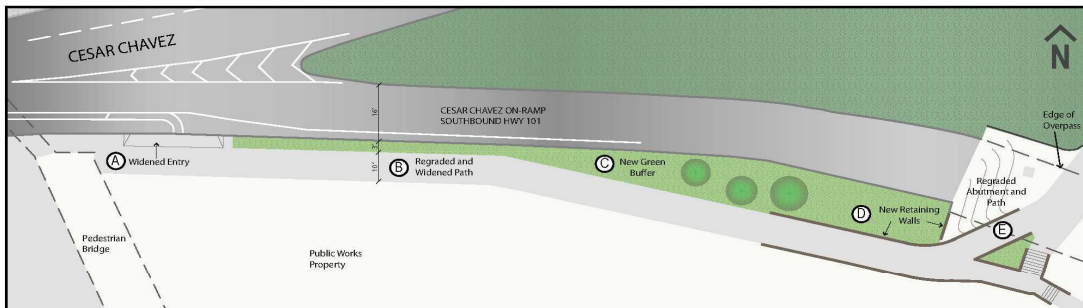 CESAR CHAVEZ
N
16'
CESAR CHAVEZ ON-RAMP
SOUTHBOUND HWY 101
Edge of
Overpass
3'
10'
A
Widened Entry
B
Regraded and
Widened Path
C
New Green
Buffer
D
New Retaining
Walls
Regraded
Abutment and
Path
E
Pedestrian
Bridge
Public Works
Property